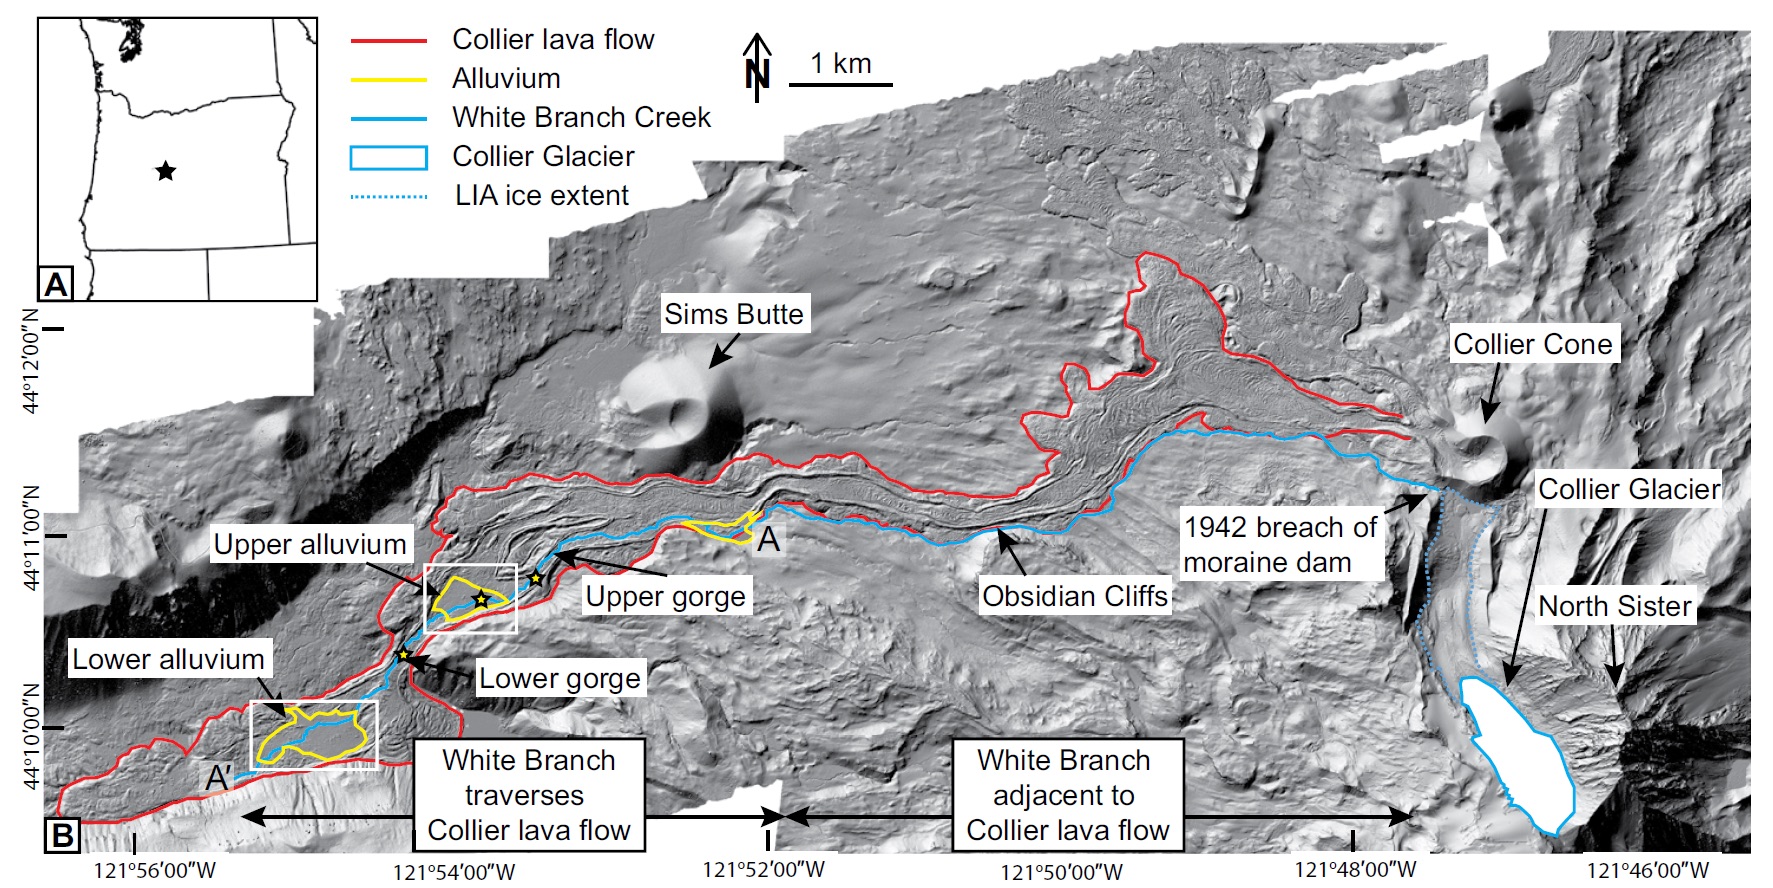 Collier lava flow
Alluvium
White Branch Creek
Collier Glacier
LIA ice extent
N
1 km
A
Sims Butte
Collier Cone
Collier Glacier
1942 breach of
moraine dam
North Sister
Obsidian Cliffs
A
Upper gorge
Upper alluvium
Lower gorge
Lower alluvium
A′
White Branch
traverses
Collier lava flow
White Branch
adjacent to
Collier lava flow
B
44°12′00″N
44°11′00″N
44°10′00″N
121°56′00″W
121°54′00″W
121°52′00″W
121°50′00″W
121°48′00″W
121°46′00″W